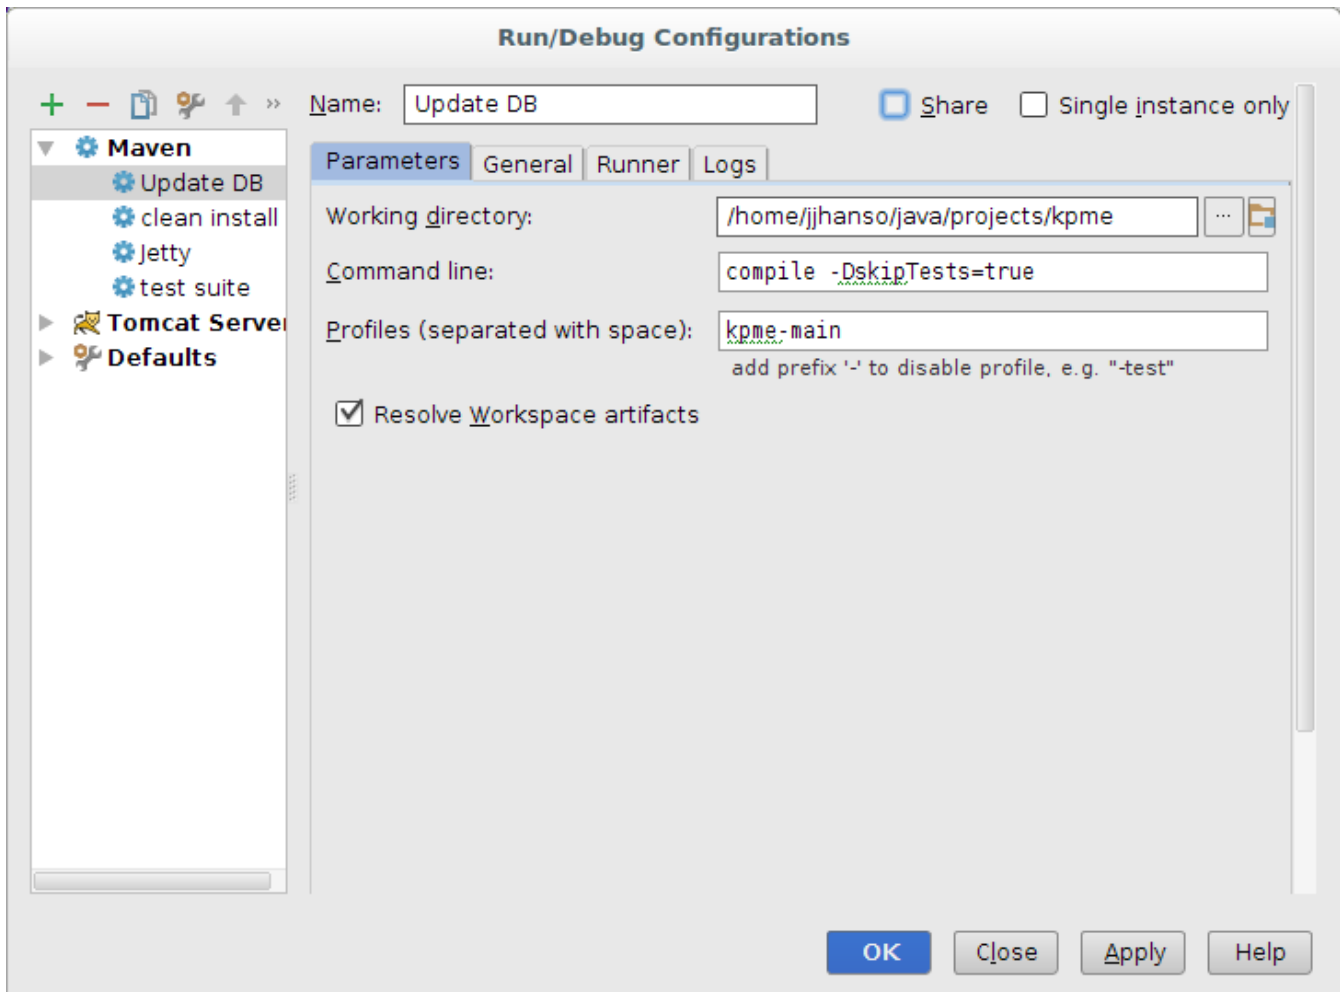 Run/Debug Configurations
Name: Update DB Share Single instance only
Maven
Update DB
clean install
Jetty
test suite
Tomcat Server
Defaults
Parameters General Runner Logs
Working directory: /home/jjhanso/java/projects/kpme ...
Command line: compile -DskipTests=true
Profiles (separated with space): kpme-main
add prefix '-' to disable profile, e.g. "-test"
Resolve Workspace artifacts
OK Close Apply Help